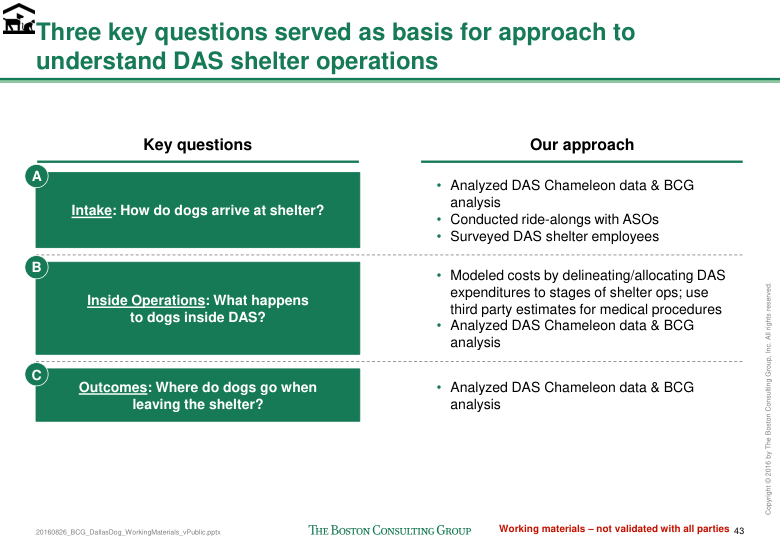 Three key questions served as basis for approach to
understand DAS shelter operations
Key questions
Our approach
A
Intake: How do dogs arrive at shelter?
• Analyzed DAS Chameleon data & BCG
analysis
• Conducted ride-alongs with ASOs
• Surveyed DAS shelter employees
B
Inside Operations: What happens
to dogs inside DAS?
• Modeled costs by delineating/allocating DAS
expenditures to stages of shelter ops; use
third party estimates for medical procedures
• Analyzed DAS Chameleon data & BCG
analysis
C
Outcomes: Where do dogs go when
leaving the shelter?
• Analyzed DAS Chameleon data & BCG
analysis
Copyright © 2016 by The Boston Consulting Group, Inc. All rights reserved.
20160826_BCG_DallasDog_WorkingMaterials_vPublic.pptx
THE BOSTON CONSULTING GROUP
Working materials – not validated with all parties
43